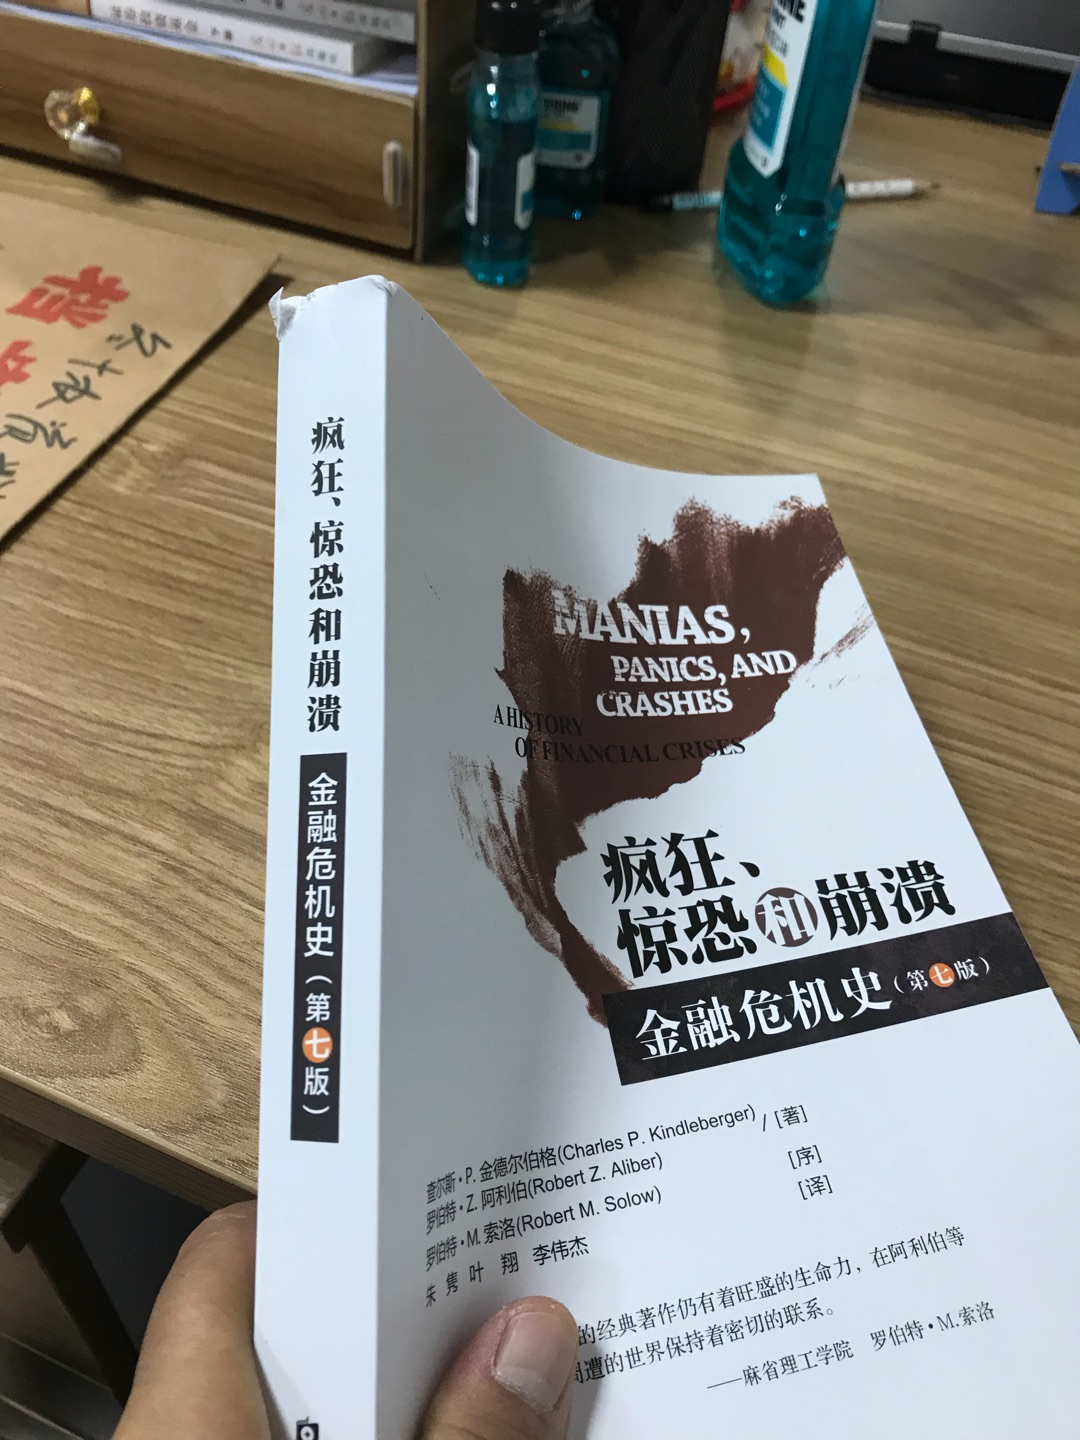 疯狂、惊恐和崩溃
金融危机史（第七版）
MANIAS,
PANICS, AND
CRASHES
A HISTORY
OF FINANCIAL CRISES
疯狂、
惊恐和崩溃
金融危机史（第七版）
查尔斯·P.金德尔伯格(Charles P. Kindleberger) / [著]
罗伯特·Z.阿利伯(Robert Z. Aliber)
罗伯特·M.索洛(Robert M. Solow) [序]
朱 隽 叶 翔 李伟杰 [译]
的经典著作仍有着旺盛的生命力，在阿利伯等
周遭的世界保持着密切的联系。
——麻省理工学院 罗伯特·M.索洛